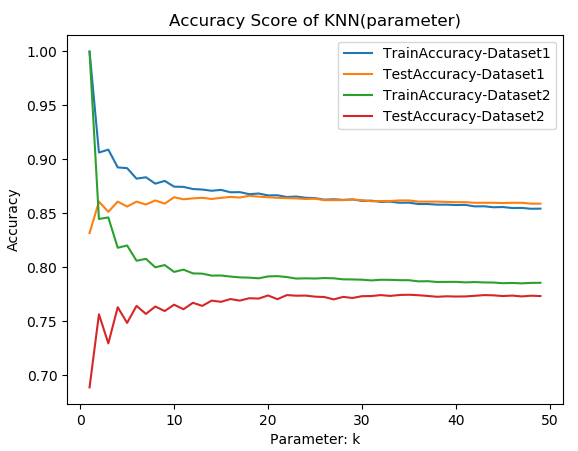 Accuracy Score of KNN(parameter)
TrainAccuracy-Dataset1
TestAccuracy-Dataset1
TrainAccuracy-Dataset2
TestAccuracy-Dataset2
Accuracy
1.00
0.95
0.90
0.85
0.80
0.75
0.70
0 10 20 30 40 50
Parameter: k